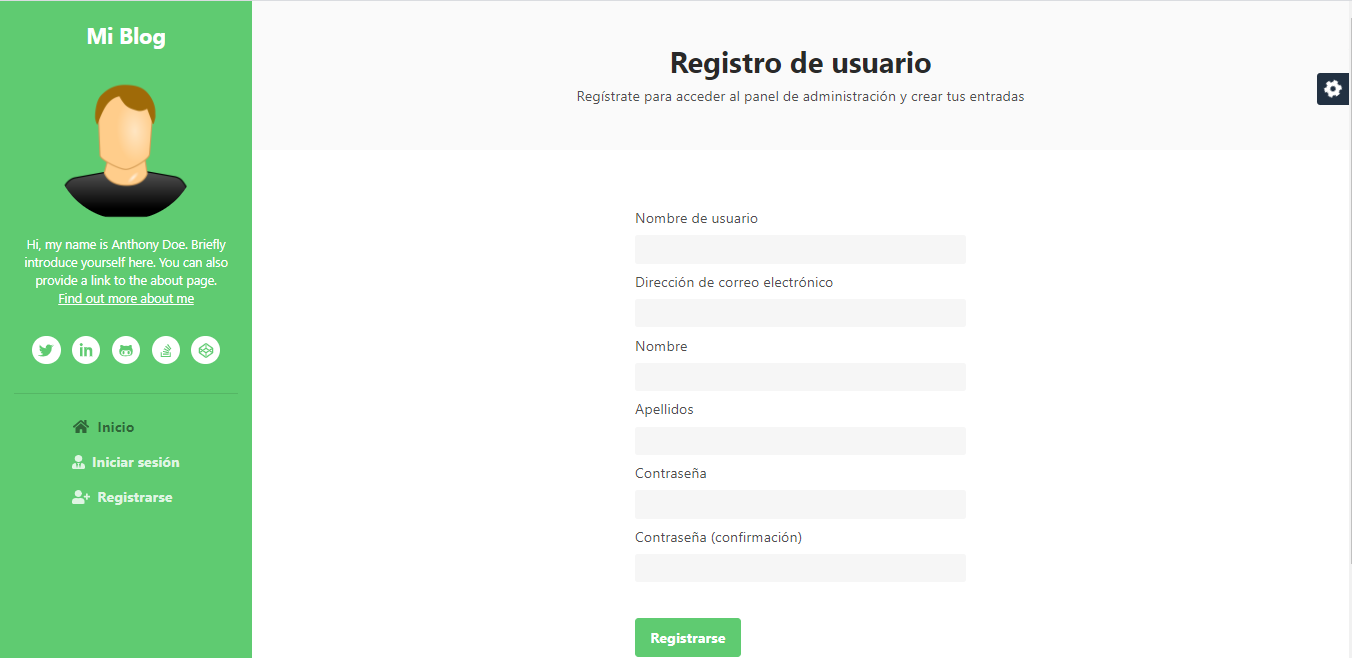 Mi Blog
Hi, my name is Anthony Doe. Briefly
introduce yourself here. You can also
provide a link to the about page.
Find out more about me
Inicio
Iniciar sesión
Registrarse
Registro de usuario
Regístrate para acceder al panel de administración y crear tus entradas
Nombre de usuario
Dirección de correo electrónico
Nombre
Apellidos
Contraseña
Contraseña (confirmación)
Registrarse